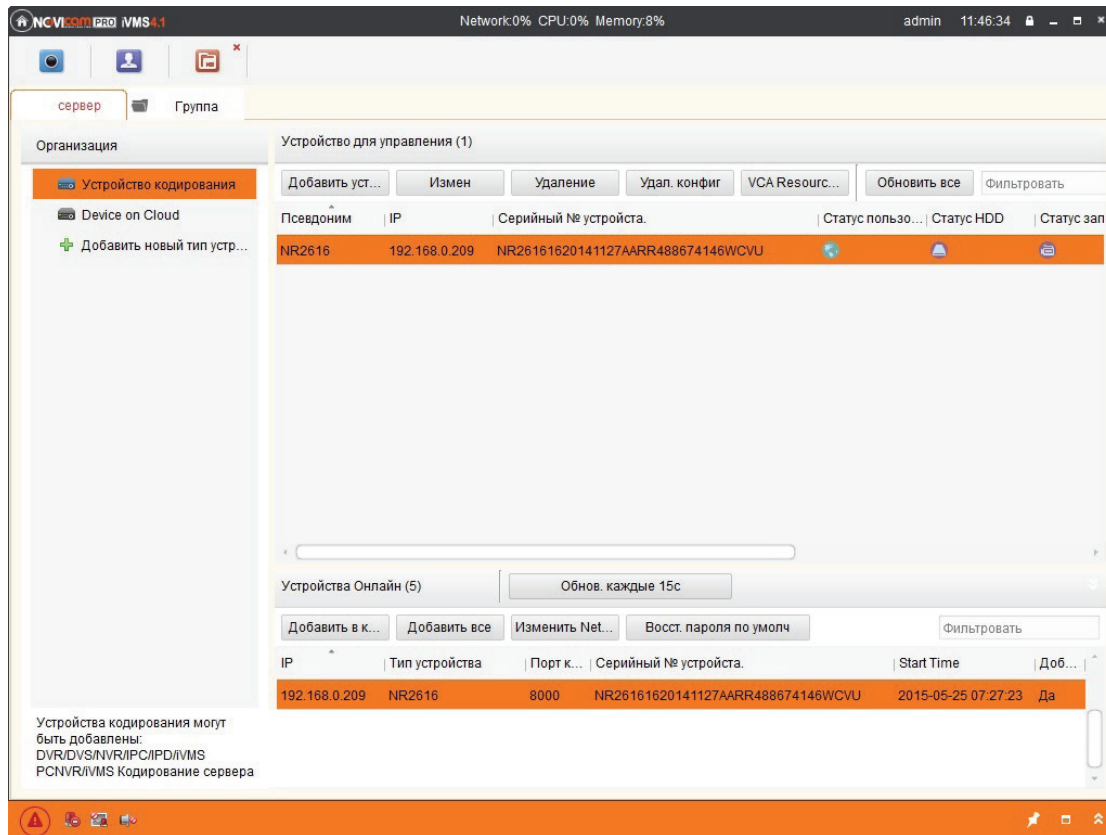 NOVICOM PRO iVMS4.1 Network:0% CPU:0% Memory:8% admin 11:46:34
сервер Группа
Организация
Устройство кодирования
Device on Cloud
Добавить новый тип устр...
Устройства кодирования могут
быть добавлены:
DVR/DVS/NVR/IPC/IPD/iVMS
PCNVR/iVMS Кодирование сервера
Устройство для управления (1)
Добавить уст... Измен Удаление Удал. конфиг VCA Resourc... Обновить все Фильтровать
Псевдоним IP Серийный № устройста. Статус пользо... Статус HDD Статус зап
NR2616 192.168.0.209 NR26161620141127AARR488674146WCVU
Устройства Онлайн (5) Обнов. каждые 15с
Добавить в к... Добавить все Изменить Net... Восст. пароля по умолч Фильтровать
IP Тип устройства Порт к... Серийный № устройста. Start Time Доб...
192.168.0.209 NR2616 8000 NR26161620141127AARR488674146WCVU 2015-05-25 07:27:23 Да